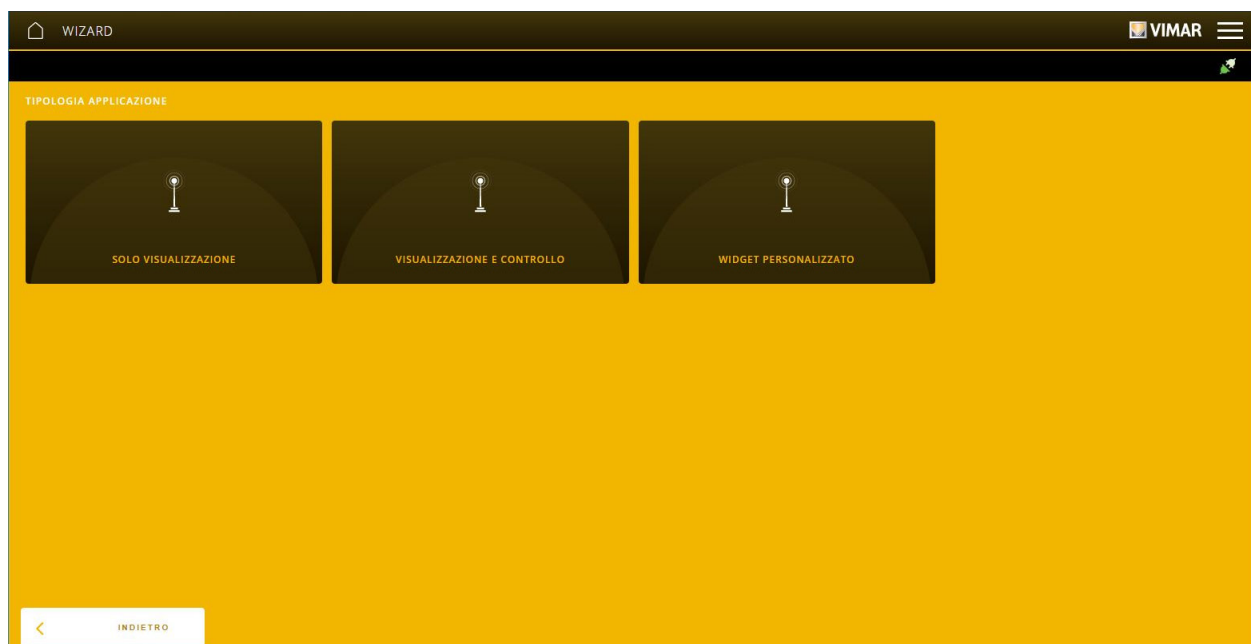 WIZARD
VIMAR
TIPOLOGIA APPLICAZIONE
SOLO VISUALIZZAZIONE
VISUALIZZAZIONE E CONTROLLO
WIDGET PERSONALIZZATO
INDIETRO